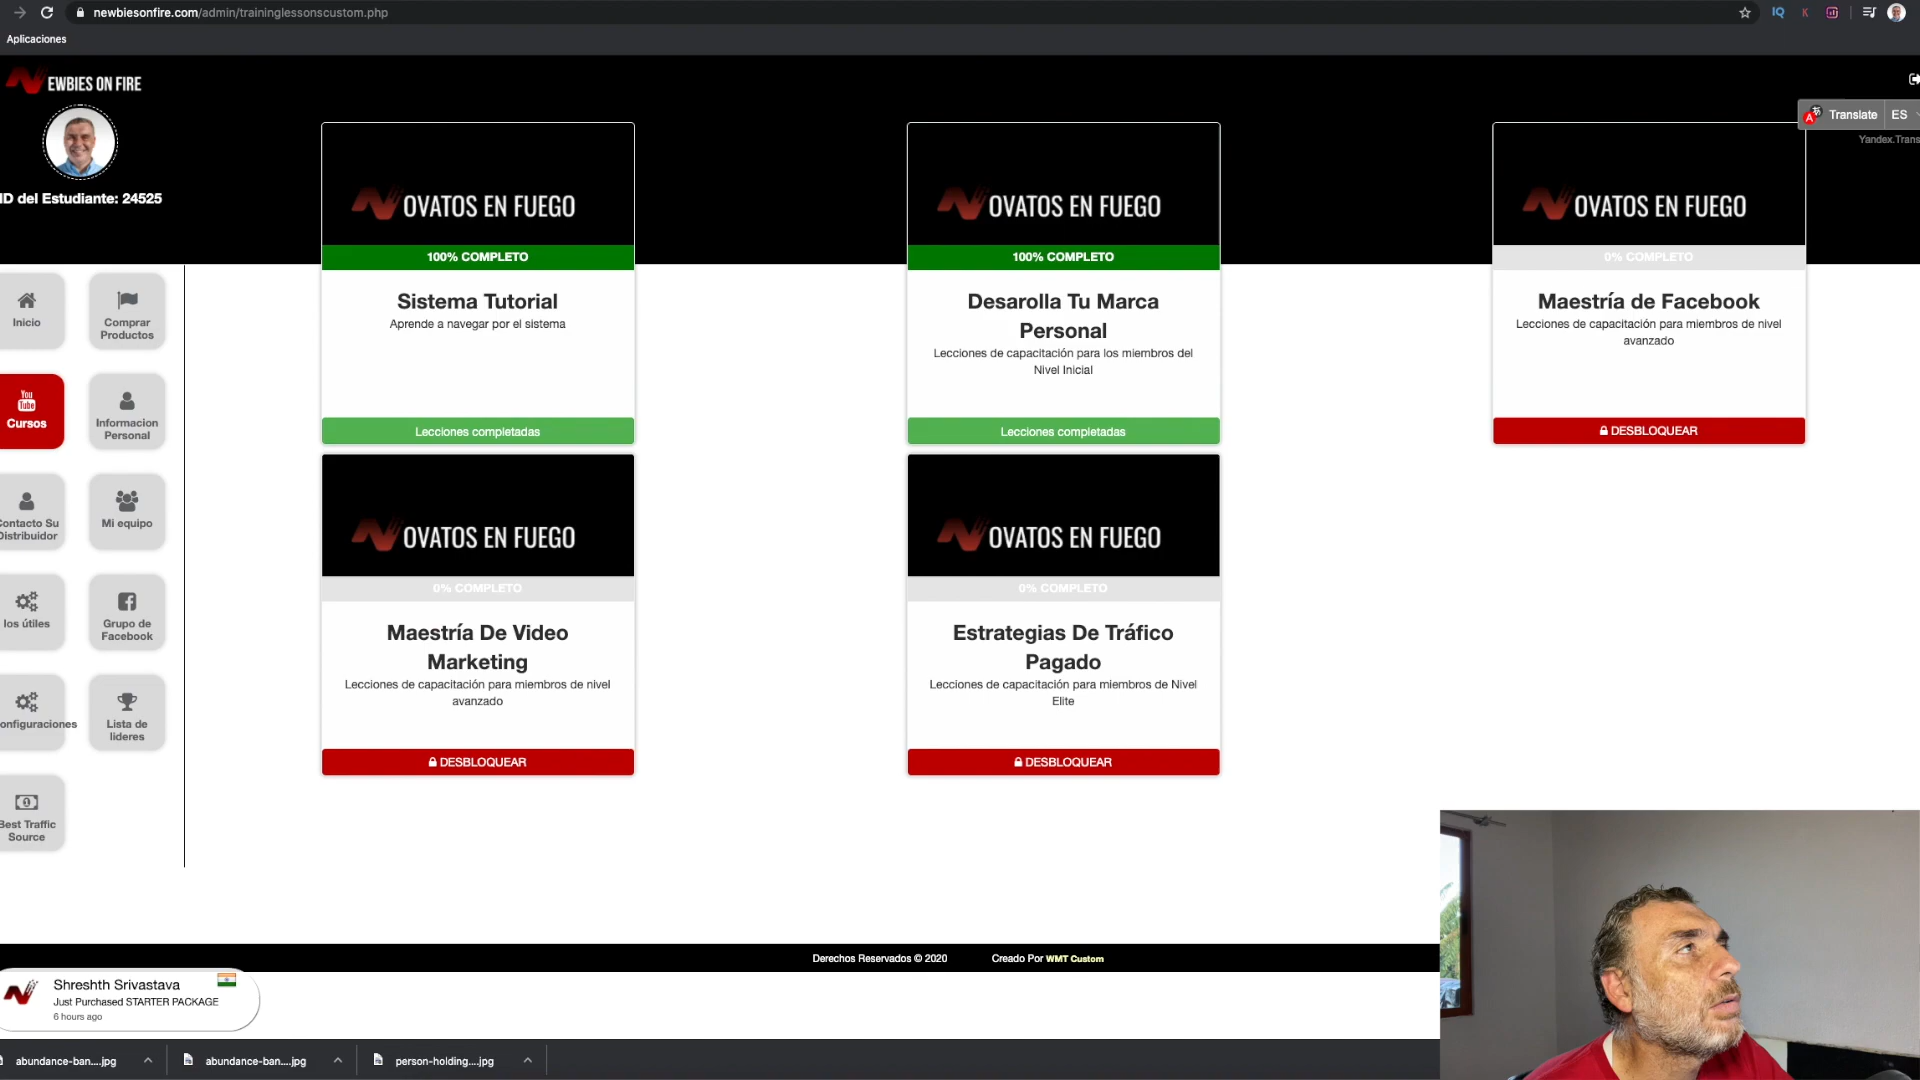 newbiesonfire.com/admin/traininglessonscustom.php
IQ
K
Aplicaciones
EWBIES ON FIRE
Translate ES
Yandex.Trans
ID del Estudiante: 24525
OVATOS EN FUEGO
100% COMPLETO
Sistema Tutorial
Aprende a navegar por el sistema
Lecciones completadas
OVATOS EN FUEGO
100% COMPLETO
Desarolla Tu Marca
Personal
Lecciones de capacitación para los miembros del
Nivel Inicial
Lecciones completadas
OVATOS EN FUEGO
0% COMPLETO
Maestría de Facebook
Lecciones de capacitación para miembros de nivel
avanzado
DESBLOQUEAR
Inicio
Comprar
Productos
You
Tube
Cursos
Informacion
Personal
Contacto Su
Distribuidor
Mi equipo
los útiles
Grupo de
Facebook
onfiguraciones
Lista de
lideres
Best Traffic
Source
OVATOS EN FUEGO
0% COMPLETO
Maestría De Video
Marketing
Lecciones de capacitación para miembros de nivel
avanzado
DESBLOQUEAR
OVATOS EN FUEGO
0% COMPLETO
Estrategias De Tráfico
Pagado
Lecciones de capacitación para miembros de Nivel
Elite
DESBLOQUEAR
Derechos Reservados © 2020 Creado Por WMT Custom
Shreshth Srivastava
Just Purchased STARTER PACKAGE
6 hours ago
abundance-ban....jpg
abundance-ban....jpg
person-holding....jpg